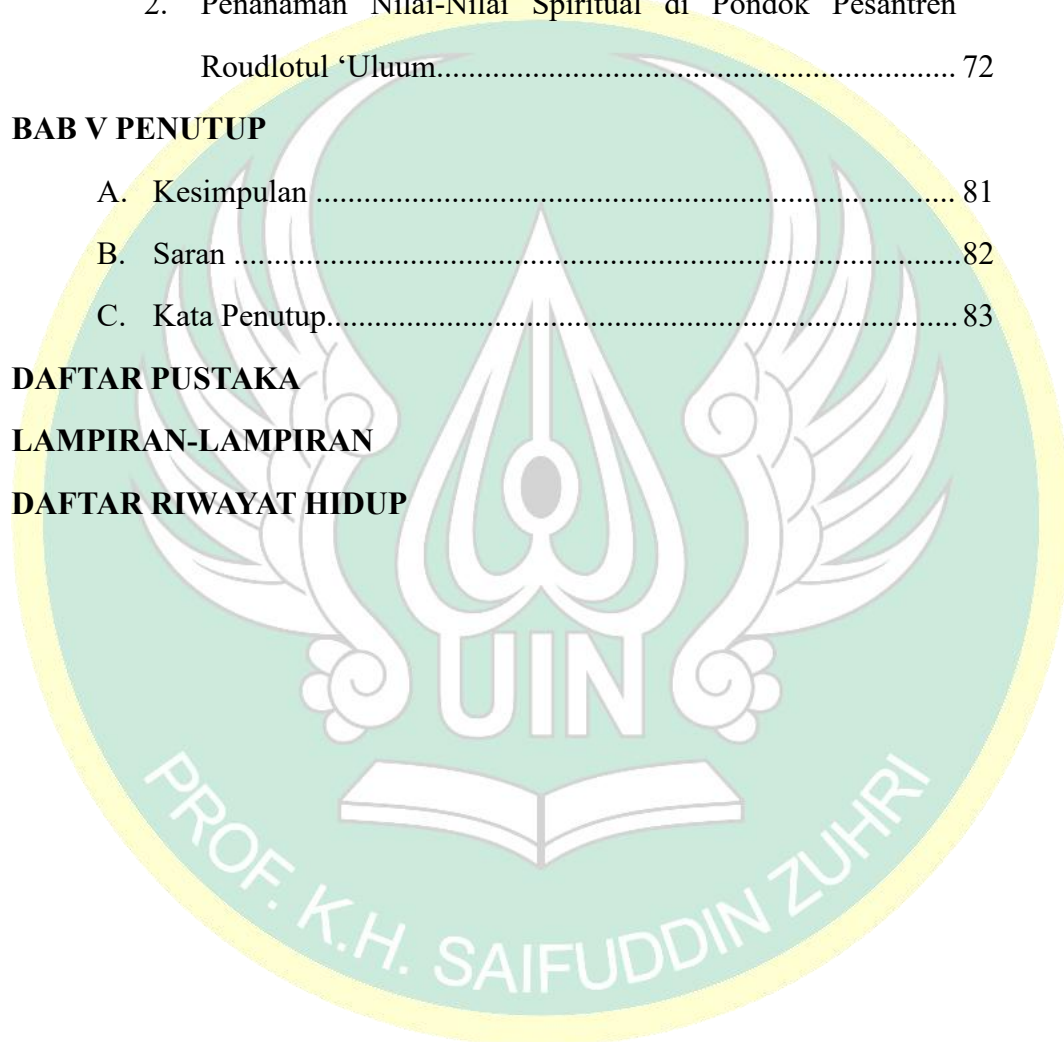 2. Penanaman Nilai-Nilai Spiritual di Pondok Pesantren
Roudlotul ‘Uluum.................................................................. 72
BAB V PENUTUP
A. Kesimpulan ................................................................................ 81
B. Saran ...........................................................................................82
C. Kata Penutup............................................................................... 83
DAFTAR PUSTAKA
LAMPIRAN-LAMPIRAN
DAFTAR RIWAYAT HIDUP
UIN
PROF. K.H. SAIFUDDIN ZUHRI